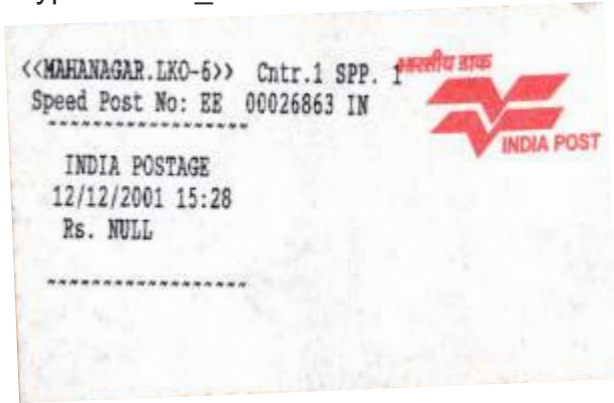 <<MAHANAGAR.LKO-6>> Cntr.1 SPP. 1
Speed Post No: EE 00026863 IN
भारतीय डाक
INDIA POST
INDIA POSTAGE
12/12/2001 15:28
Rs. NULL